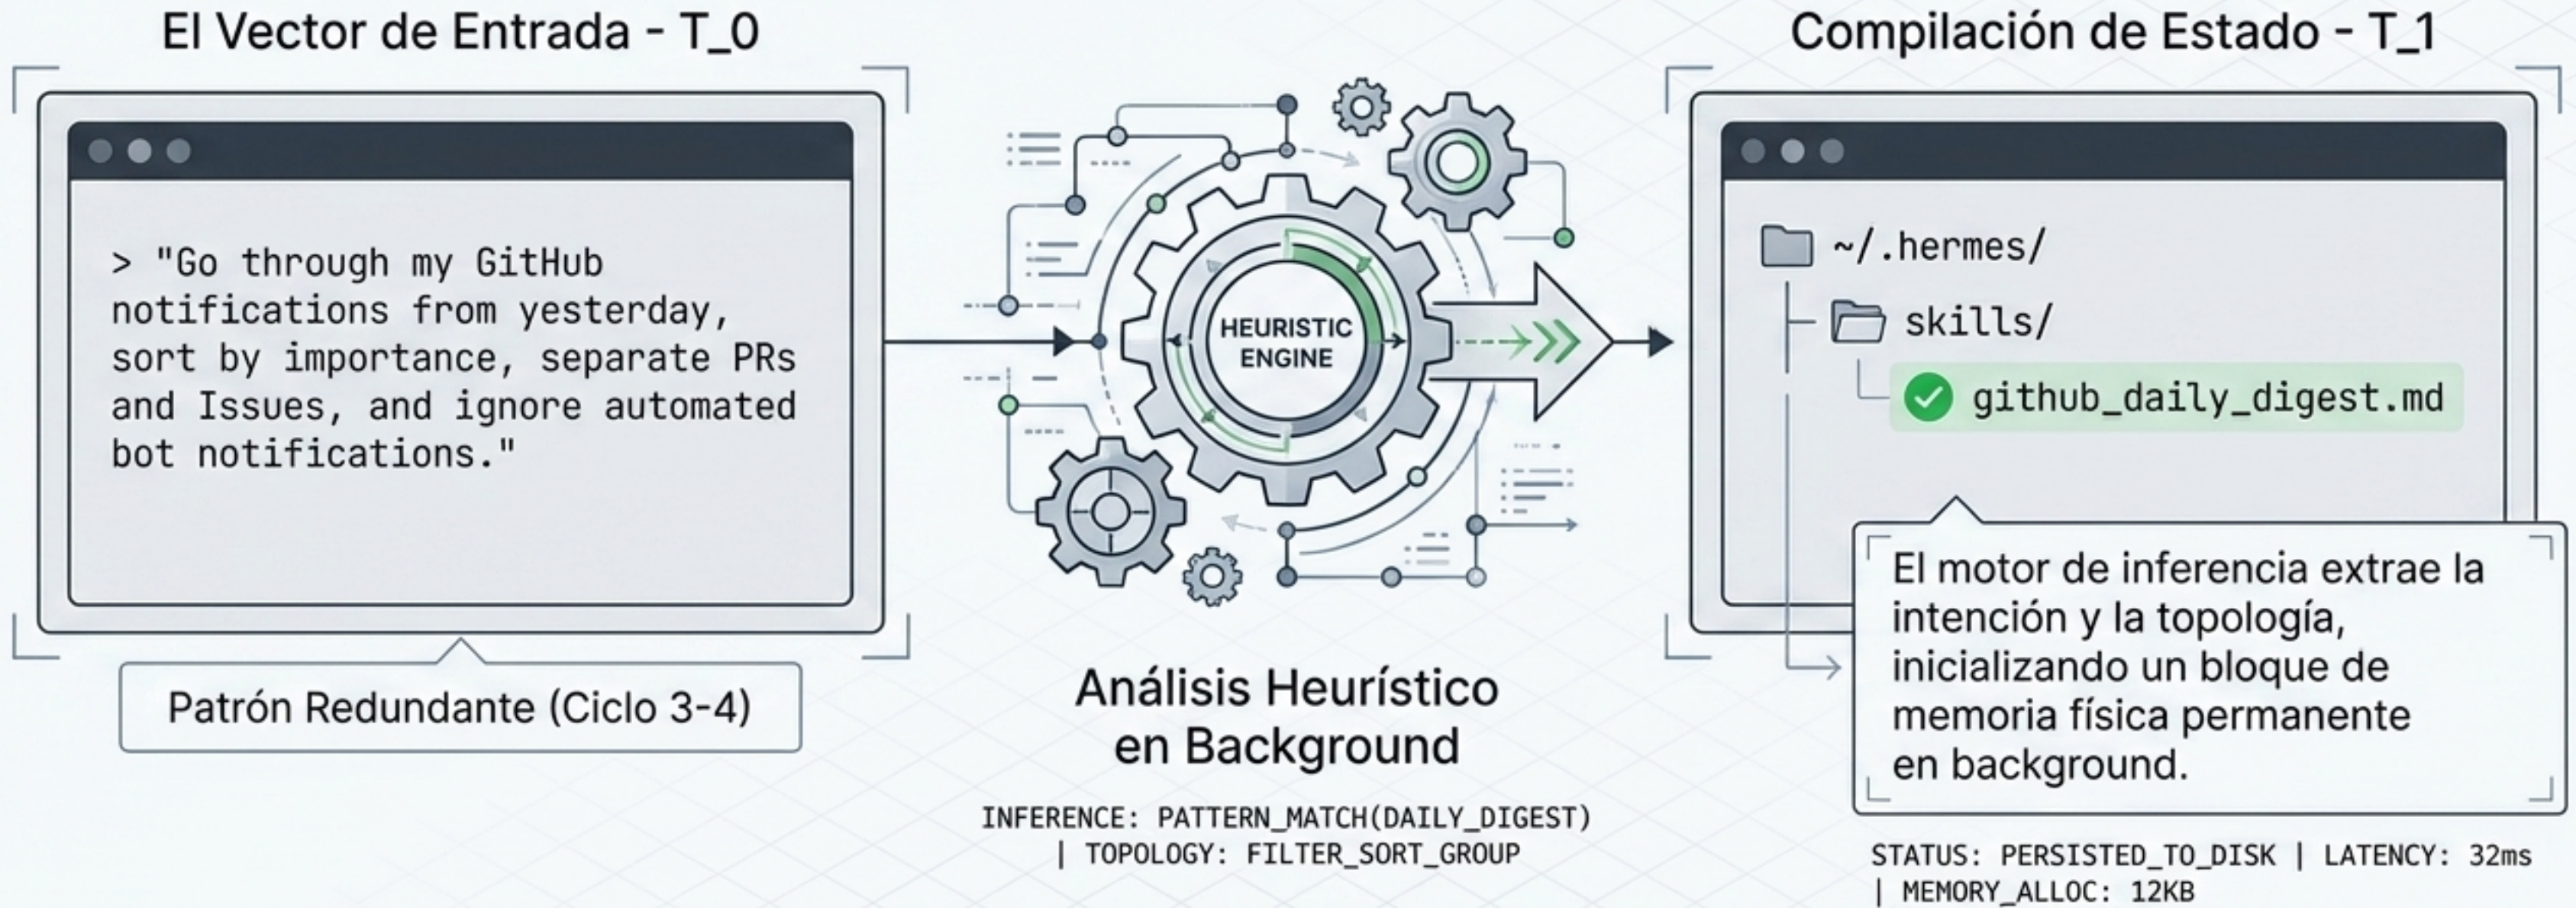 El Vector de Entrada - T_0
> "Go through my GitHub
notifications from yesterday,
sort by importance, separate PRs
and Issues, and ignore automated
bot notifications."
Patrón Redundante (Ciclo 3-4)
HEURISTIC
ENGINE
Análisis Heurístico
en Background
INFERENCE: PATTERN_MATCH(DAILY_DIGEST)
| TOPOLOGY: FILTER_SORT_GROUP
Compilación de Estado - T_1
~/.hermes/
skills/
github_daily_digest.md
El motor de inferencia extrae la
intención y la topología,
inicializando un bloque de
memoria física permanente
en background.
STATUS: PERSISTED_TO_DISK | LATENCY: 32ms
| MEMORY_ALLOC: 12KB